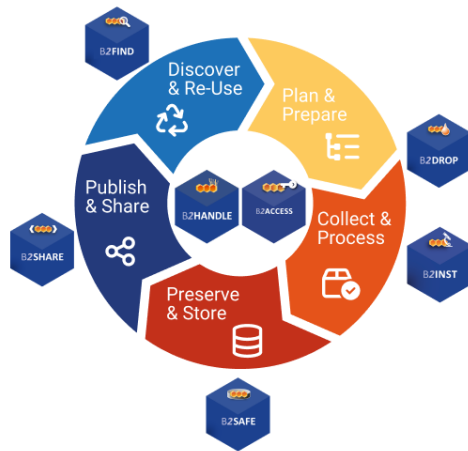 B2FIND
Discover
& Re-Use
Plan &
Prepare
B2DROP
Publish
& Share
B2HANDLE
B2ACCESS
Collect &
Process
B2SHARE
B2INST
Preserve
& Store
B2SAFE